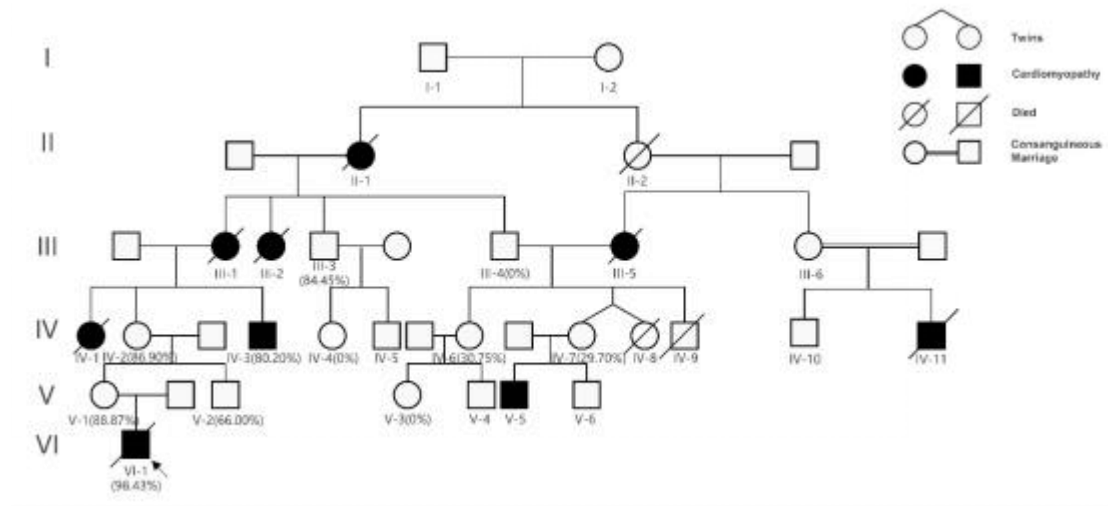 I
I-1
I-2
Twins
Cardiomyopathy
Died
Consanguineous
Marriage
II
II-1
II-2
III
III-1
III-2
III-3
(84.45%)
III-4(0%)
III-5
III-6
IV
IV-1
IV-2(86.90%)
IV-3(80.20%)
IV-4(0%)
IV-5
IV-6(30.75%)
IV-7(29.70%)
IV-8
IV-9
IV-10
IV-11
V
V-1(88.87%)
V-2(66.00%)
V-3(0%)
V-4
V-5
V-6
VI
VI-1
(96.43%)